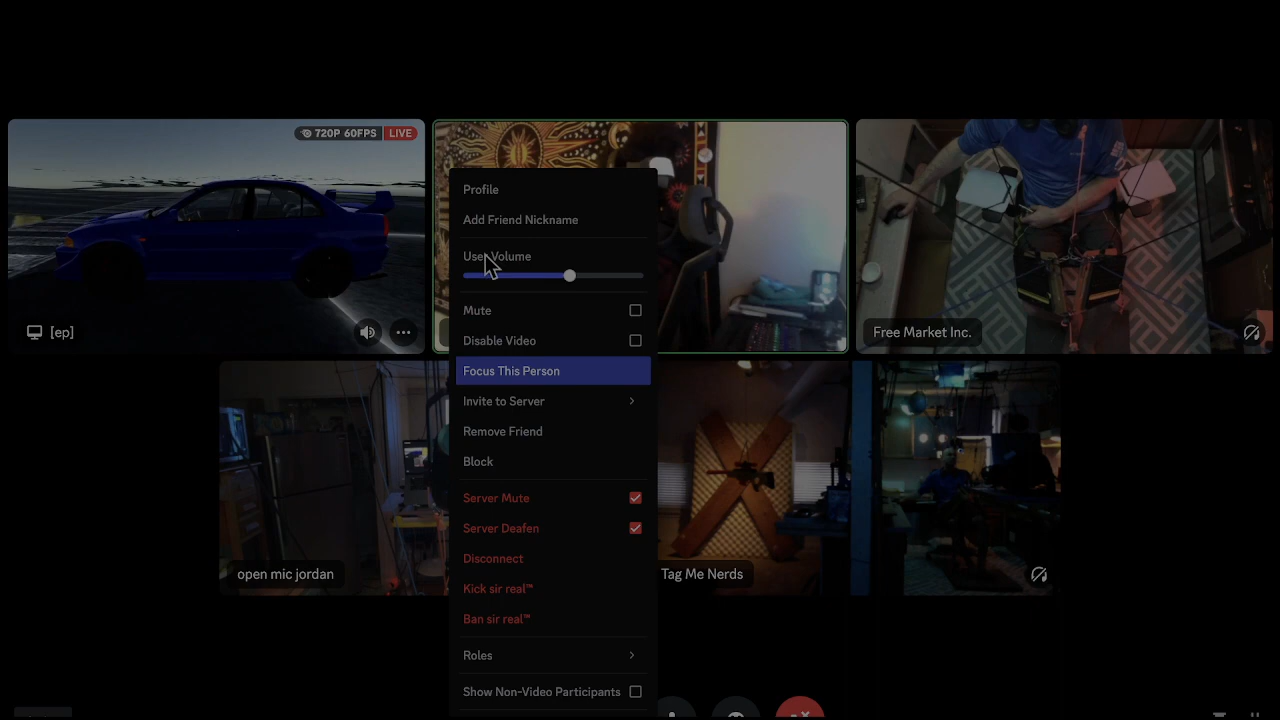 720P 60FPS LIVE
[ep]
Free Market Inc.
open mic jordan
Tag Me Nerds
Profile
Add Friend Nickname
User Volume
Mute
Disable Video
Focus This Person
Invite to Server
Remove Friend
Block
Server Mute
Server Deafen
Disconnect
Kick sir real™
Ban sir real™
Roles
Show Non-Video Participants